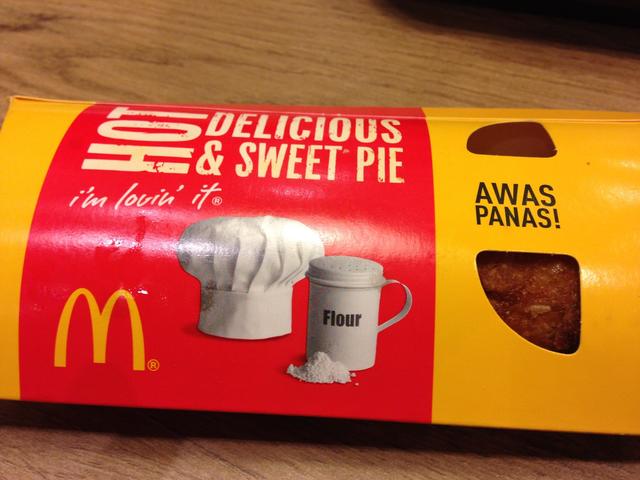 HOT
DELICIOUS
& SWEET PIE
i'm lovin' it®
M®
Flour
AWAS
PANAS!